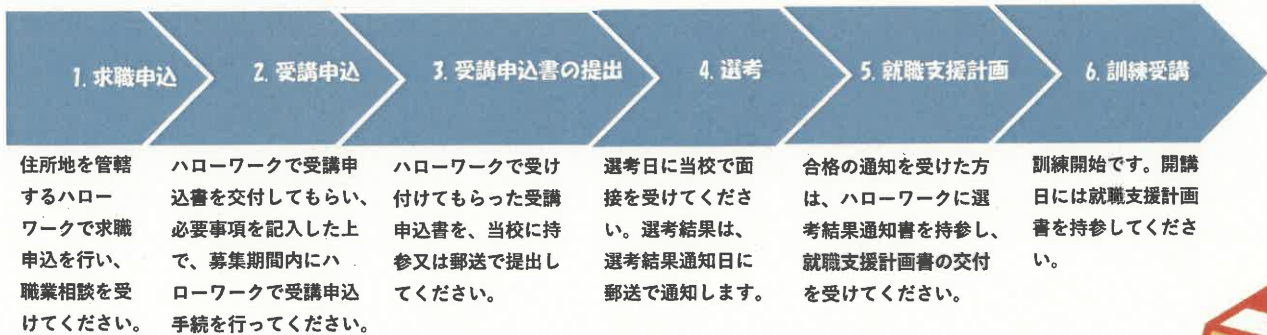 1. 求職申込
2. 受講申込
3. 受講申込書の提出
4. 選考
5. 就職支援計画
6. 訓練受講
住所地を管轄
するハロー
ワークで求職
申込を行い、
職業相談を受
けてください。
ハローワークで受講申
込書を交付してもらい、
必要事項を記入した上
で、募集期間内にハ
ローワークで受講申込
手続を行ってください。
ハローワークで受け
付けてもらった受講
申込書を、当校に持
参又は郵送で提出し
てください。
選考日に当校で面
接を受けてくださ
い。選考結果は、
選考結果通知日に
郵送で通知します。
合格の通知を受けた方
は、ハローワークに選
考結果通知書を持参し、
就職支援計画書の交付
を受けてください。
訓練開始です。開講
日には就職支援計画
書を持参してくださ
い。